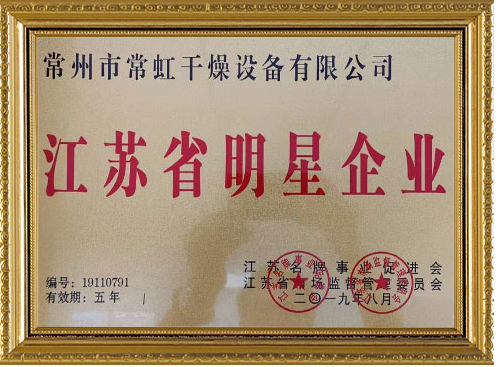 常州市常虹干燥设备有限公司
江苏省明星企业
江苏名牌事业促进会
江苏省市场监督管理委员会
二〇一九年八月
编号:19110791
有效期:五年